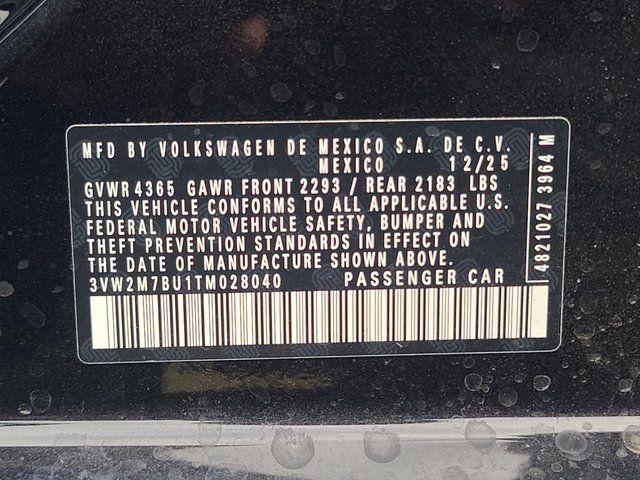 MFD BY VOLKSWAGEN DE MEXICO S.A. DE C.V.
MEXICO 12/25
GVWR 4365 GAWR FRONT 2293 / REAR 2183 LBS
THIS VEHICLE CONFORMS TO ALL APPLICABLE U.S.
FEDERAL MOTOR VEHICLE SAFETY, BUMPER AND
THEFT PREVENTION STANDARDS IN EFFECT ON
THE DATE OF MANUFACTURE SHOWN ABOVE.
3VW2M7BU1TM028040 PASSENGER CAR
4821027 3964 M